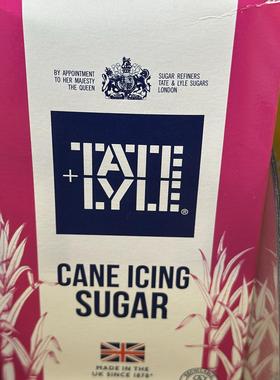 BY APPOINTMENT
TO HER MAJESTY
THE QUEEN
SUGAR REFINERS
TATE & LYLE SUGARS
LONDON
TATE
+
LYLE®
CANE ICING
SUGAR
MADE IN THE
UK SINCE 1878*